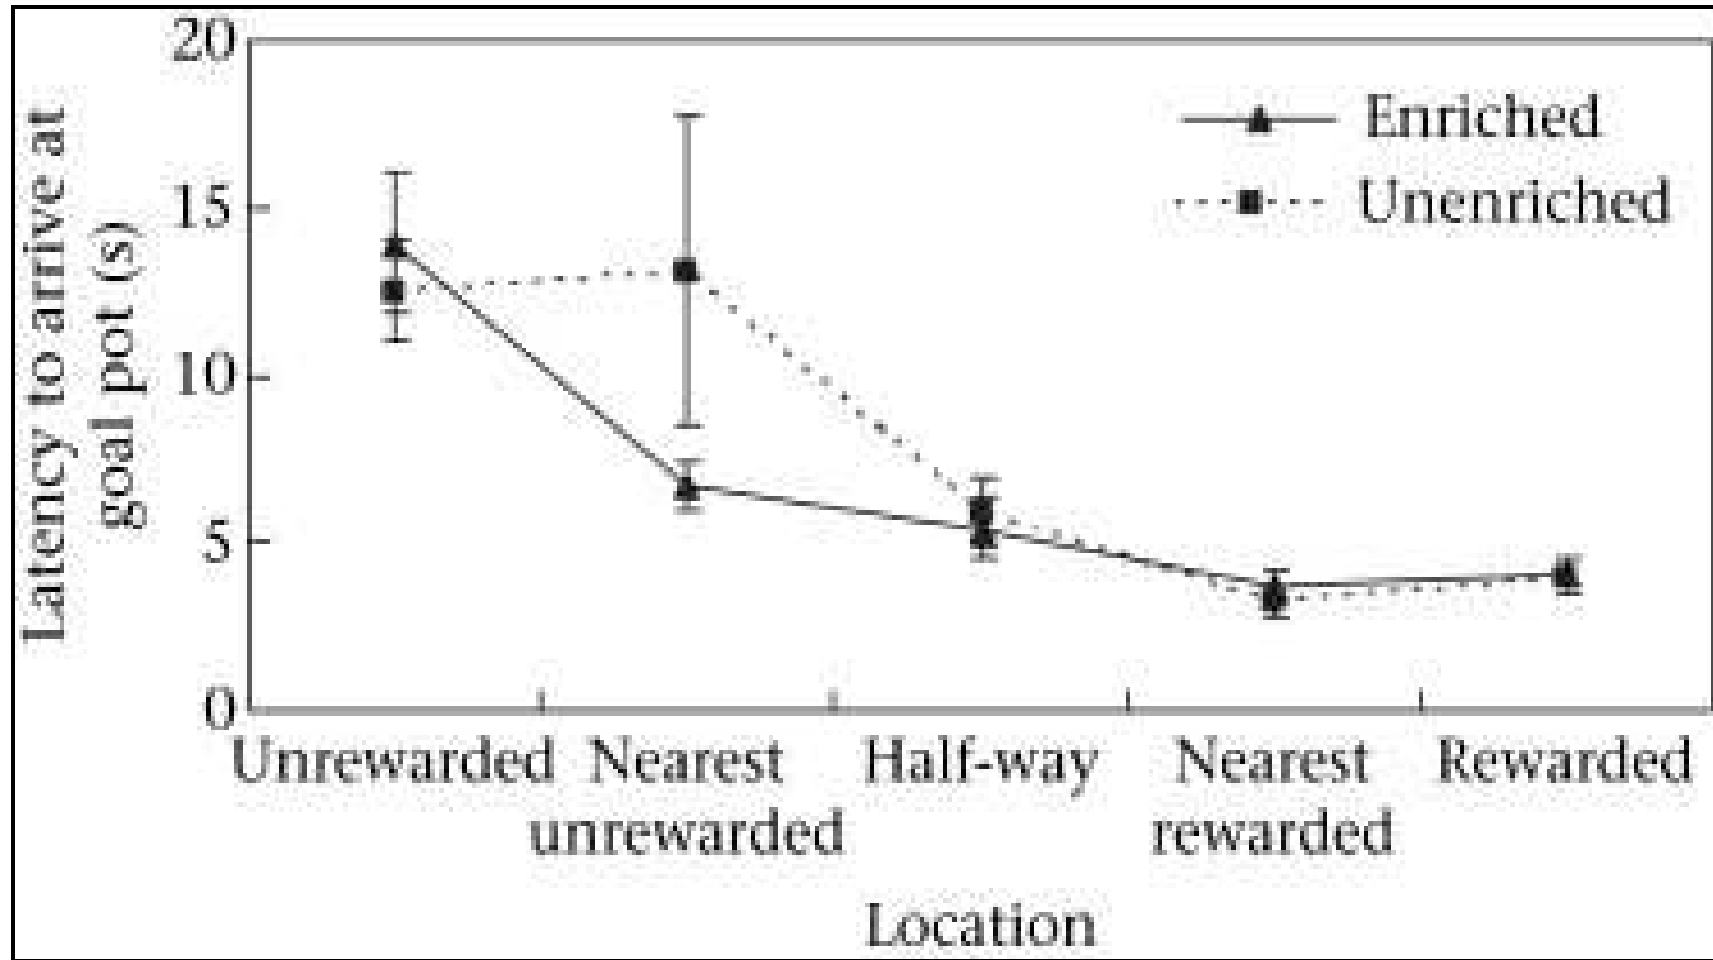 20
15
10
5
0
Latency to arrive at
goal pot (s)
Enriched
Unenriched
Unrewarded
Nearest
unrewarded
Half-way
Nearest
rewarded
Rewarded
Location